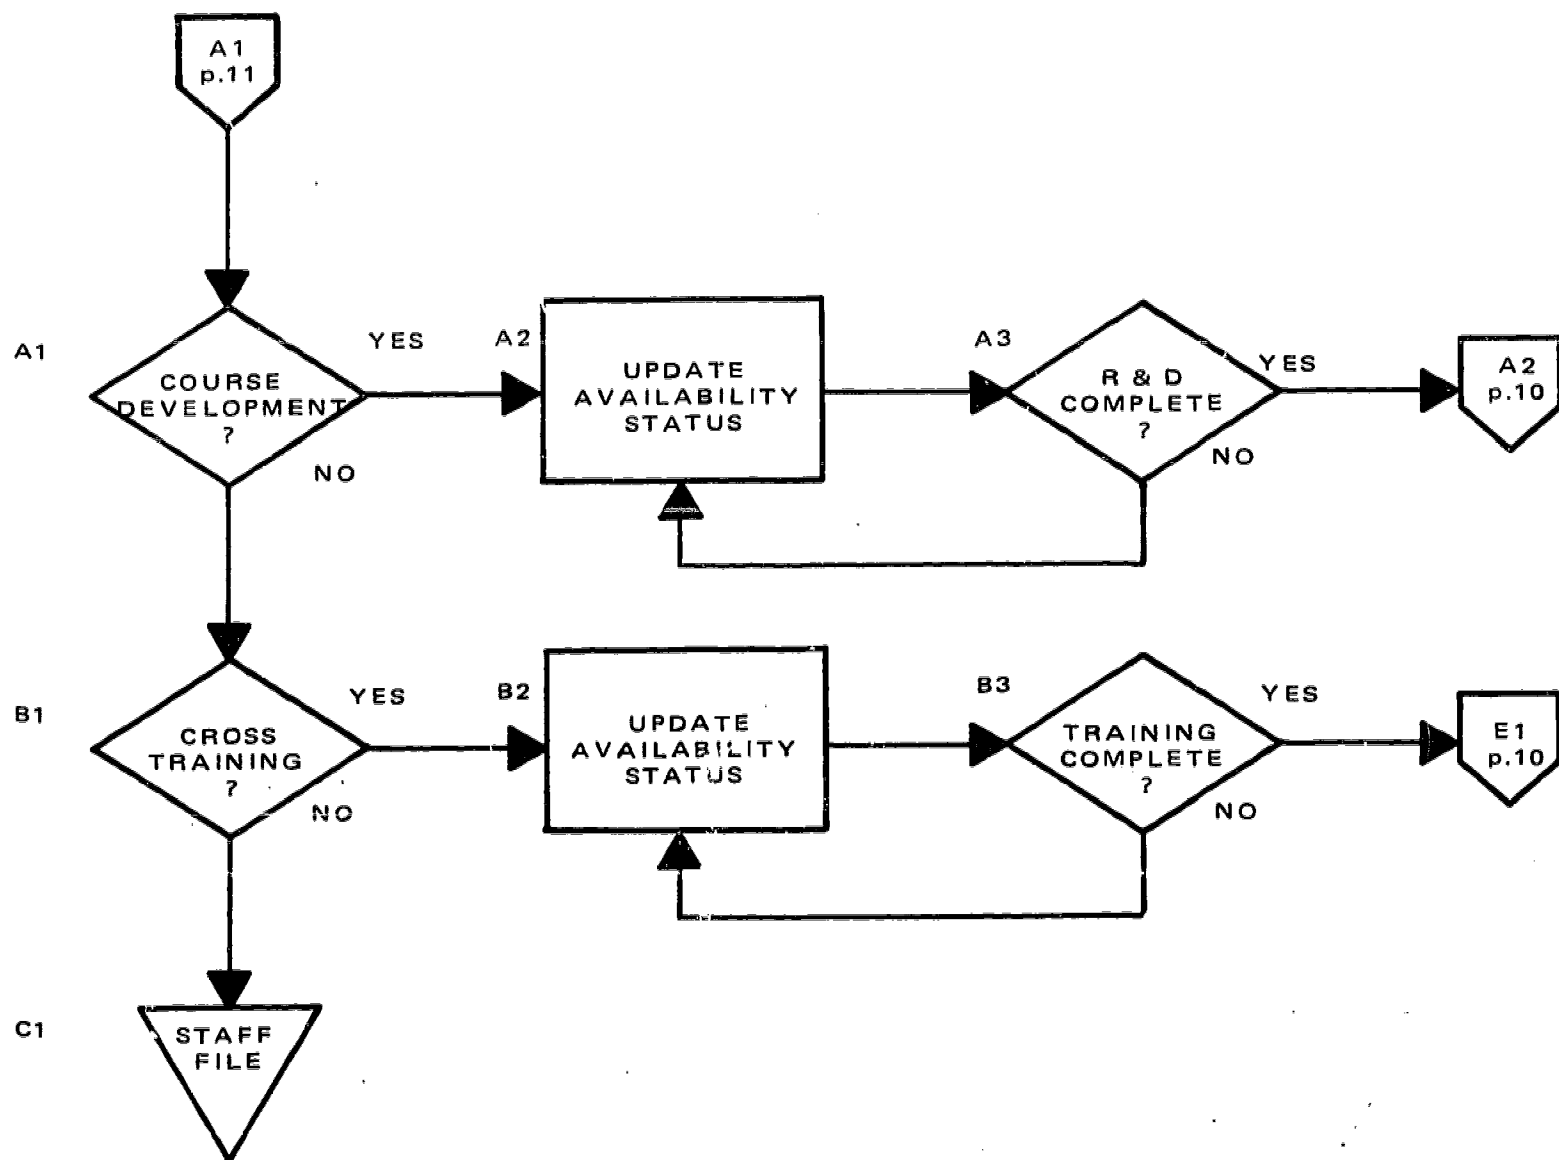 A1
p.11
A1
COURSE
DEVELOPMENT
?
YES
NO
A2
UPDATE
AVAILABILITY
STATUS
A3
R & D
COMPLETE
?
YES
NO
A2
p.10
B1
CROSS
TRAINING
?
YES
NO
B2
UPDATE
AVAILABILITY
STATUS
B3
TRAINING
COMPLETE
?
YES
NO
E1
p.10
C1
STAFF
FILE